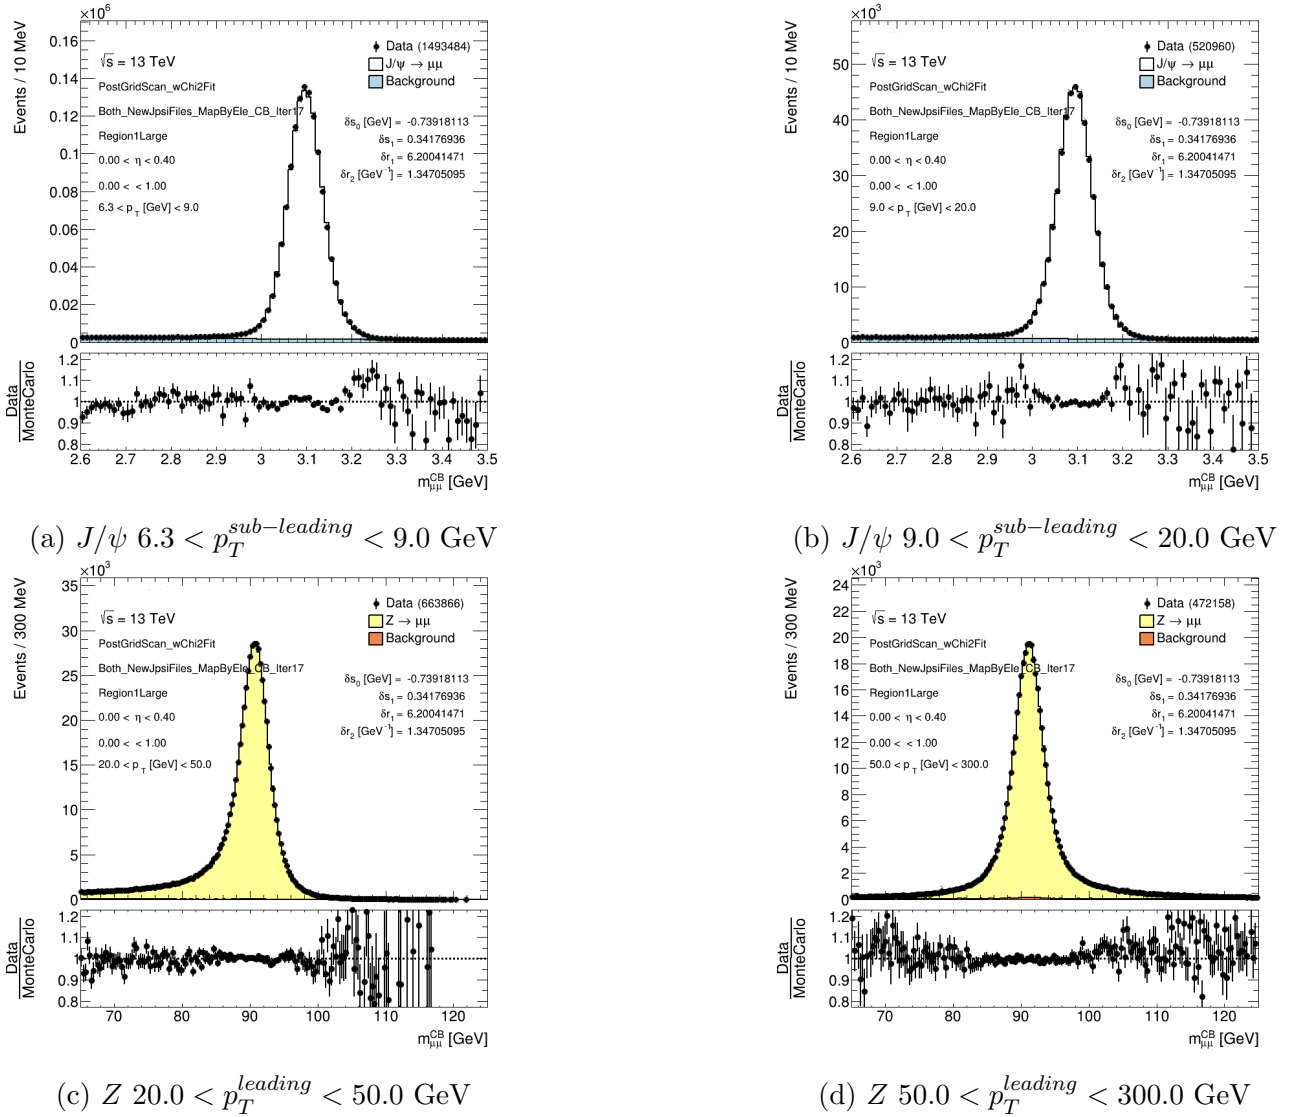 ×10⁶
Events / 10 MeV
0.16
0.14
0.12
0.1
0.08
0.06
0.04
0.02
0
√s = 13 TeV
PostGridScan_wChi2Fit
Both_NewJpsiFiles_MapByEle_CB_Iter17
Region1Large
0.00 < η < 0.40
0.00 < < 1.00
6.3 < p_T [GeV] < 9.0
Data (1493484)
J/ψ → μμ
Background
δs₀ [GeV] = -0.73918113
δs₁ = 0.34176936
δr₁ = 6.20041471
δr₂ [GeV⁻¹] = 1.34705095
Data
MonteCarlo
1.2
1.1
1
0.9
0.8
2.6 2.7 2.8 2.9 3 3.1 3.2 3.3 3.4 3.5
m^CB_μμ [GeV]
(a) J/ψ 6.3 < p_T^{sub−leading} < 9.0 GeV
×10³
Events / 10 MeV
50
40
30
20
10
0
√s = 13 TeV
PostGridScan_wChi2Fit
Both_NewJpsiFiles_MapByEle_CB_Iter17
Region1Large
0.00 < η < 0.40
0.00 < < 1.00
9.0 < p_T [GeV] < 20.0
Data (520960)
J/ψ → μμ
Background
δs₀ [GeV] = -0.73918113
δs₁ = 0.34176936
δr₁ = 6.20041471
δr₂ [GeV⁻¹] = 1.34705095
Data
MonteCarlo
1.2
1.1
1
0.9
0.8
2.6 2.7 2.8 2.9 3 3.1 3.2 3.3 3.4 3.5
m^CB_μμ [GeV]
(b) J/ψ 9.0 < p_T^{sub−leading} < 20.0 GeV
×10³
Events / 300 MeV
35
30
25
20
15
10
5
0
√s = 13 TeV
PostGridScan_wChi2Fit
Both_NewJpsiFiles_MapByEle_CB_Iter17
Region1Large
0.00 < η < 0.40
0.00 < < 1.00
20.0 < p_T [GeV] < 50.0
Data (663866)
Z → μμ
Background
δs₀ [GeV] = -0.73918113
δs₁ = 0.34176936
δr₁ = 6.20041471
δr₂ [GeV⁻¹] = 1.34705095
Data
MonteCarlo
1.2
1.1
1
0.9
0.8
70 80 90 100 110 120
m^CB_μμ [GeV]
(c) Z 20.0 < p_T^{leading} < 50.0 GeV
×10³
Events / 300 MeV
24
22
20
18
16
14
12
10
8
6
4
2
0
√s = 13 TeV
PostGridScan_wChi2Fit
Both_NewJpsiFiles_MapByEle_CB_Iter17
Region1Large
0.00 < η < 0.40
0.00 < < 1.00
50.0 < p_T [GeV] < 300.0
Data (472158)
Z → μμ
Background
δs₀ [GeV] = -0.73918113
δs₁ = 0.34176936
δr₁ = 6.20041471
δr₂ [GeV⁻¹] = 1.34705095
Data
MonteCarlo
1.2
1.1
1
0.9
0.8
70 80 90 100 110 120
m^CB_μμ [GeV]
(d) Z 50.0 < p_T^{leading} < 300.0 GeV